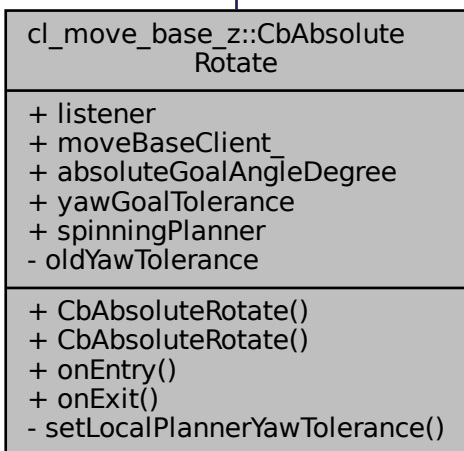 cl_move_base_z::CbAbsolute
Rotate
+ listener
+ moveBaseClient_
+ absoluteGoalAngleDegree
+ yawGoalTolerance
+ spinningPlanner
- oldYawTolerance
+ CbAbsoluteRotate()
+ CbAbsoluteRotate()
+ onEntry()
+ onExit()
- setLocalPlannerYawTolerance()